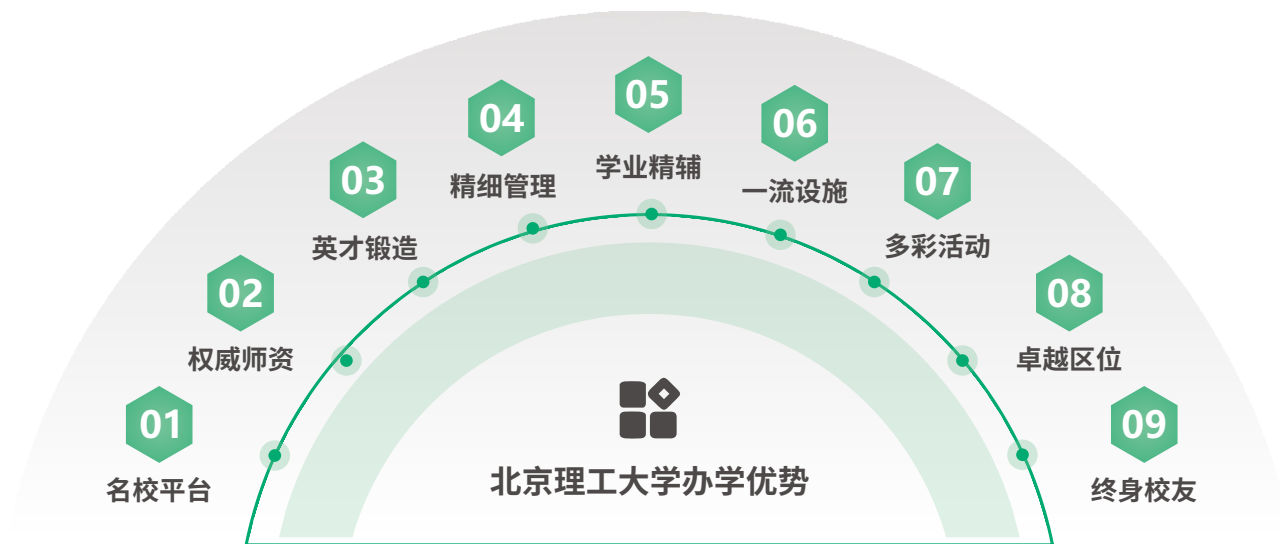 01
名校平台
02
权威师资
03
英才锻造
04
精细管理
05
学业精辅
06
一流设施
07
多彩活动
08
卓越区位
09
终身校友
北京理工大学办学优势